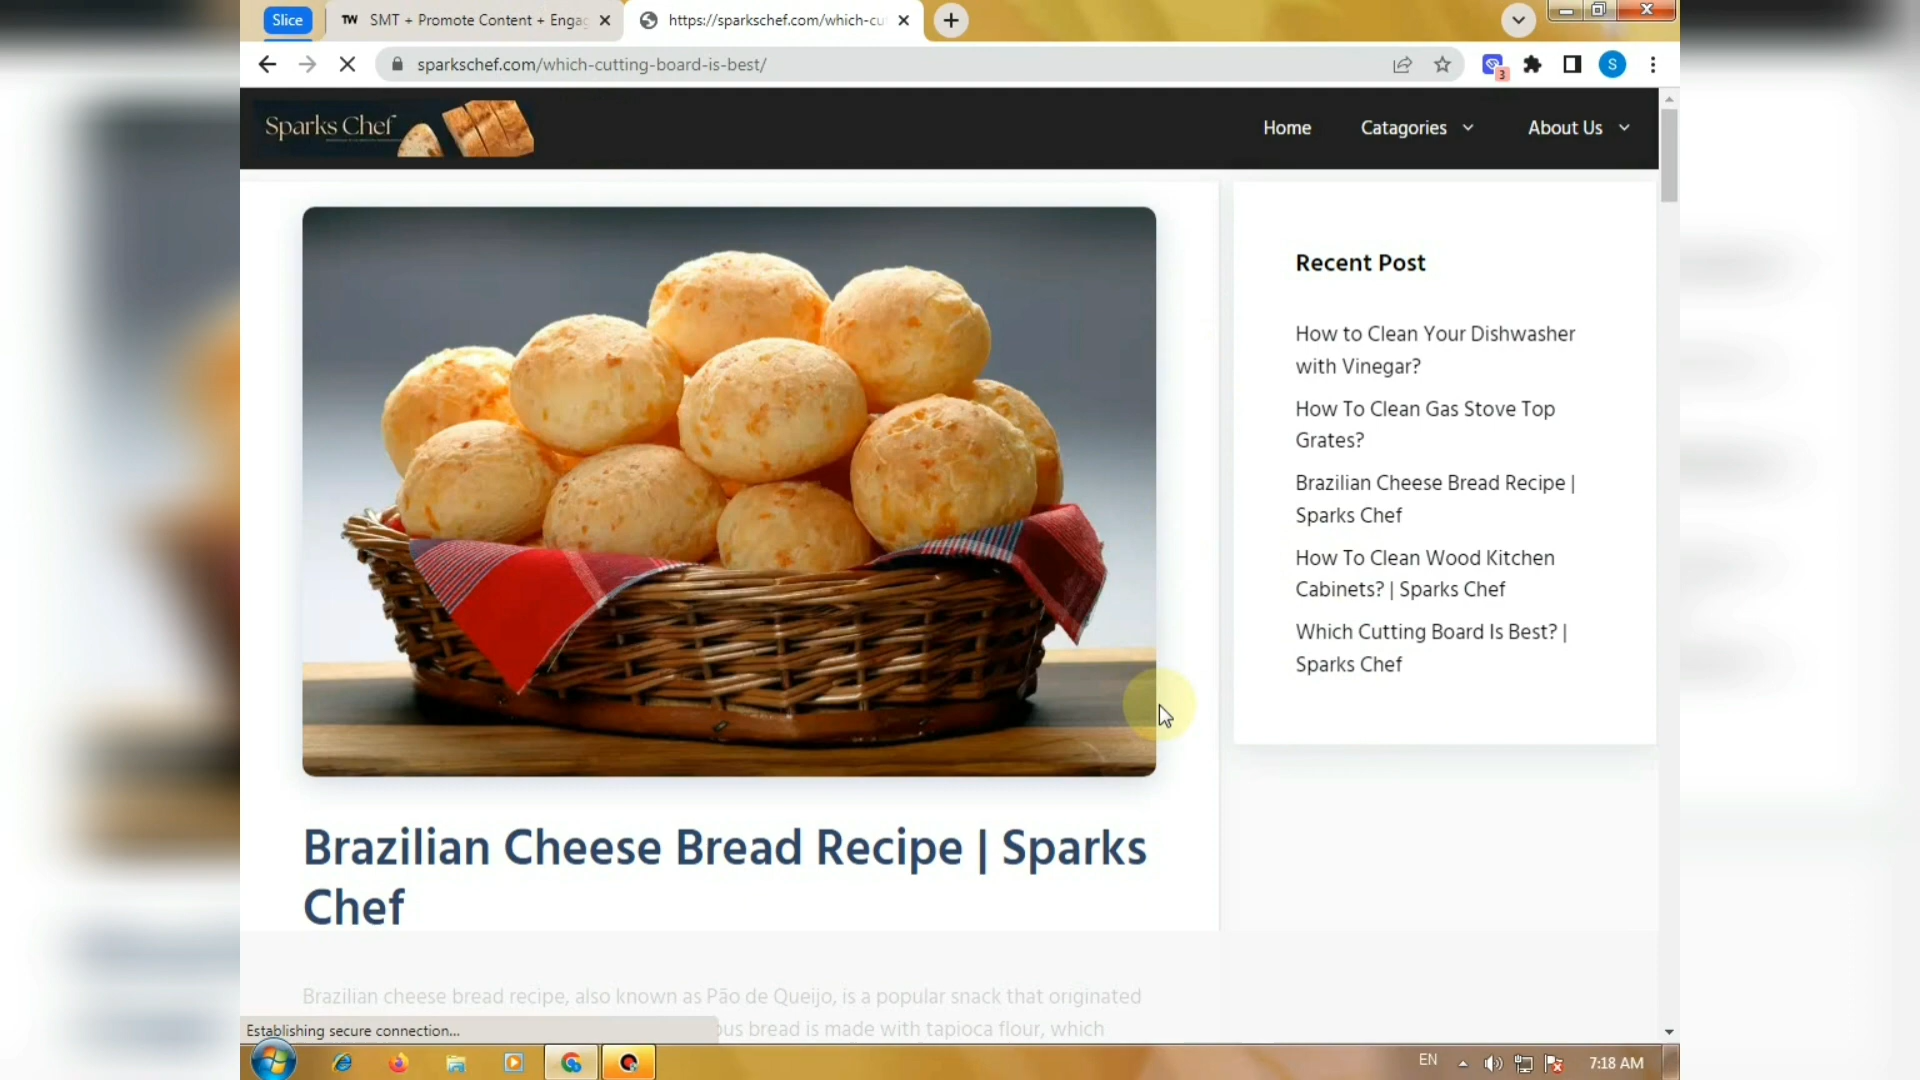 Slice
TW SMT + Promote Content + Engag
https://sparkschef.com/which-cu
sparkschef.com/which-cutting-board-is-best/
3
S
Sparks Chef
Home
Catagories
About Us
Recent Post
How to Clean Your Dishwasher
with Vinegar?
How To Clean Gas Stove Top
Grates?
Brazilian Cheese Bread Recipe |
Sparks Chef
How To Clean Wood Kitchen
Cabinets? | Sparks Chef
Which Cutting Board Is Best? |
Sparks Chef
Brazilian Cheese Bread Recipe | Sparks
Chef
Brazilian cheese bread recipe, also known as Pão de Queijo, is a popular snack that originated
bread is made with tapioca flour, which
Establishing secure connection...
EN
7:18 AM